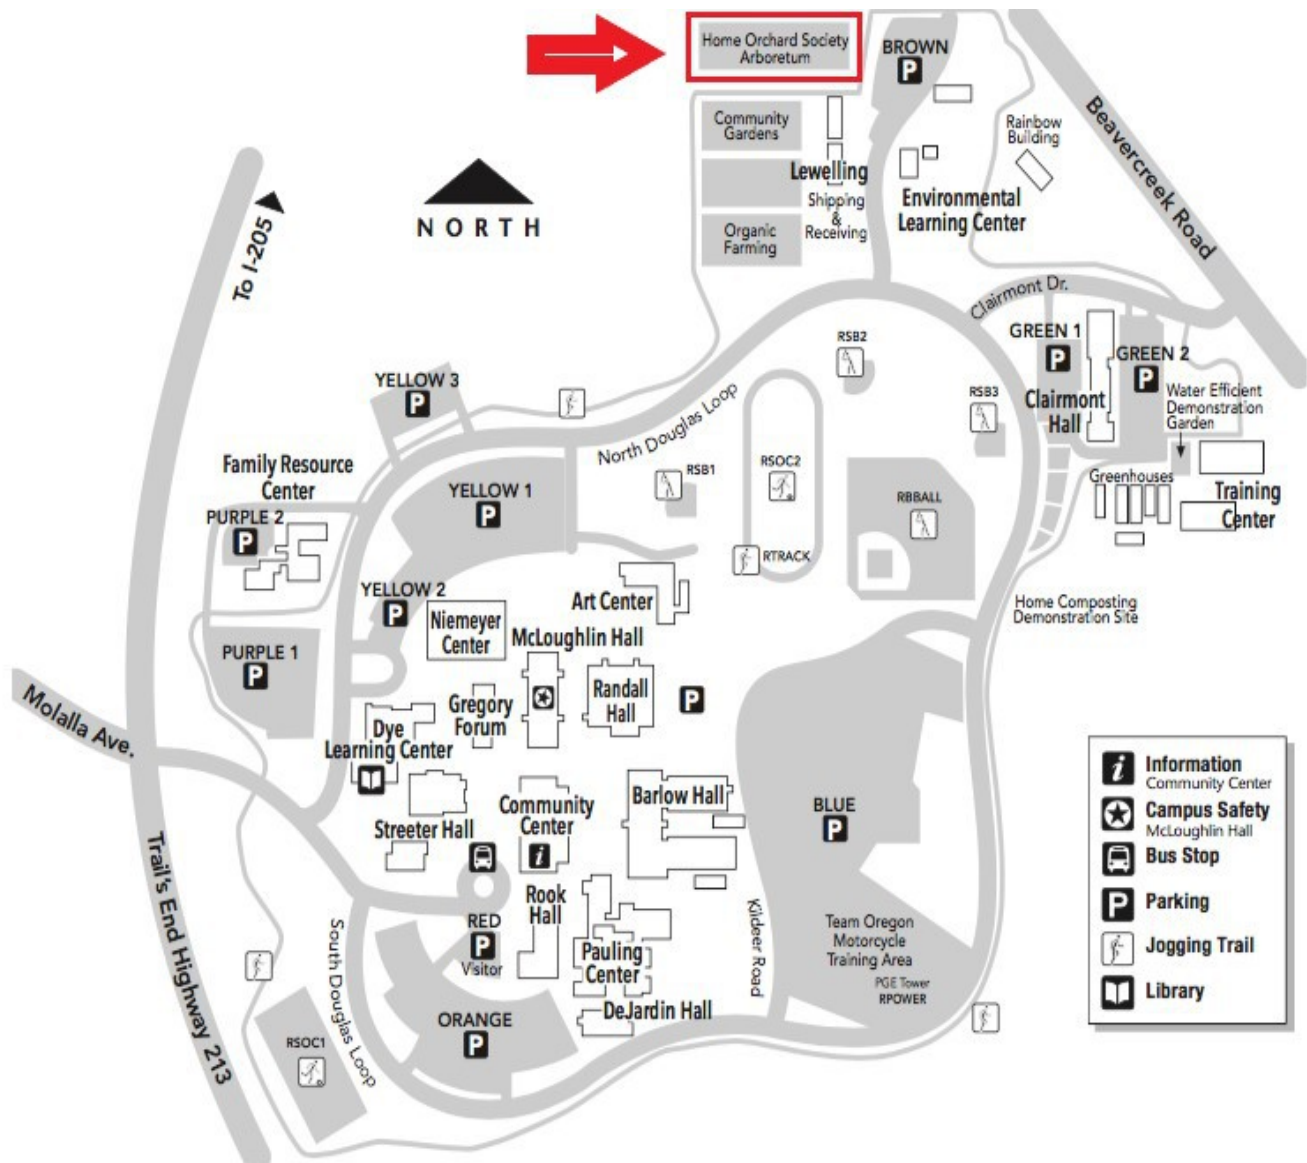 Home Orchard Society
Arboretum
BROWN
P
Community
Gardens
Rainbow
Building
Beavercreek Road
Lewelling
Shipping
&
Receiving
Environmental
Learning Center
Organic
Farming
To I-205
NORTH
Clairmont Dr.
GREEN 1
P
GREEN 2
P
Clairmont
Hall
Water Efficient
Demonstration
Garden
RSB2
RSB3
YELLOW 3
P
North Douglas Loop
RSB1
RSOC2
RBBALL
Greenhouses
Training
Center
Family Resource
Center
YELLOW 1
P
PURPLE 2
P
RTRACK
YELLOW 2
P
Niemeyer
Center
Art Center
Home Composting
Demonstration Site
McLoughlin Hall
PURPLE 1
P
Gregory
Forum
Randall
Hall
P
Molalla Ave.
Dye
Learning Center
Streeter Hall
Community
Center
i
Barlow Hall
BLUE
P
Trail's End Highway 213
Rook
Hall
RED
P
Visitor
Pauling
Center
Kildeer Road
Team Oregon
Motorcycle
Training Area
PGE Tower
RPOWER
South Douglas Loop
ORANGE
P
DeJardin Hall
RSOC1
i Information
Community Center
Campus Safety
McLoughlin Hall
Bus Stop
P Parking
Jogging Trail
Library